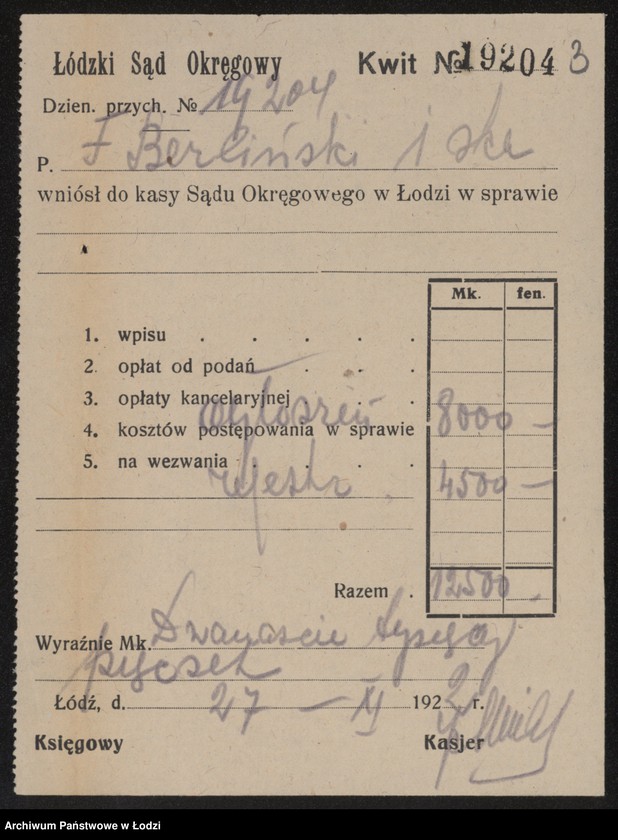 Łódzki Sąd Okręgowy
Kwit № 19204 3
Dzien. przych. № 19204
P. F Berliński i ska
wniósł do kasy Sądu Okręgowego w Łodzi w sprawie
Mk. fen.
1. wpisu . . . . .
2. opłat od podań . . .
3. opłaty kancelaryjnej . . .
ogłoszeń 8000 —
4. kosztów postępowania w sprawie
5. na wezwania . . . .
rejestr 4500 —
Razem . 12500 -
Wyraźnie Mk. Dwanaście tysięcy
pięćset
Łódź, d. 27 — XI 1922 r.
Księgowy Kasjer
Archiwum Państwowe w Łodzi